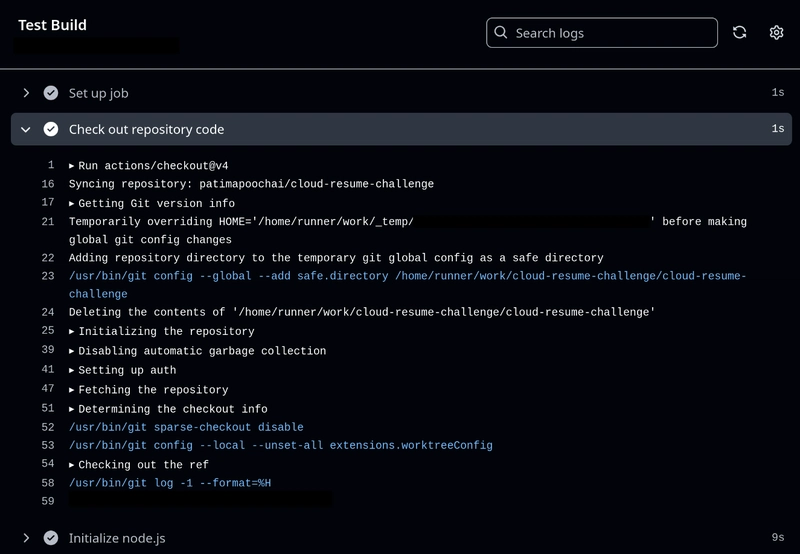 Test Build
Search logs
Set up job 1s
Check out repository code 1s
1 Run actions/checkout@v4
16 Syncing repository: patimapoochai/cloud-resume-challenge
17 Getting Git version info
21 Temporarily overriding HOME='/home/runner/work/_temp/ ' before making
global git config changes
22 Adding repository directory to the temporary git global config as a safe directory
23 /usr/bin/git config --global --add safe.directory /home/runner/work/cloud-resume-challenge/cloud-resume-
challenge
24 Deleting the contents of '/home/runner/work/cloud-resume-challenge/cloud-resume-challenge'
25 Initializing the repository
39 Disabling automatic garbage collection
41 Setting up auth
47 Fetching the repository
51 Determining the checkout info
52 /usr/bin/git sparse-checkout disable
53 /usr/bin/git config --local --unset-all extensions.worktreeConfig
54 Checking out the ref
58 /usr/bin/git log -1 --format=%H
59
Initialize node.js 9s